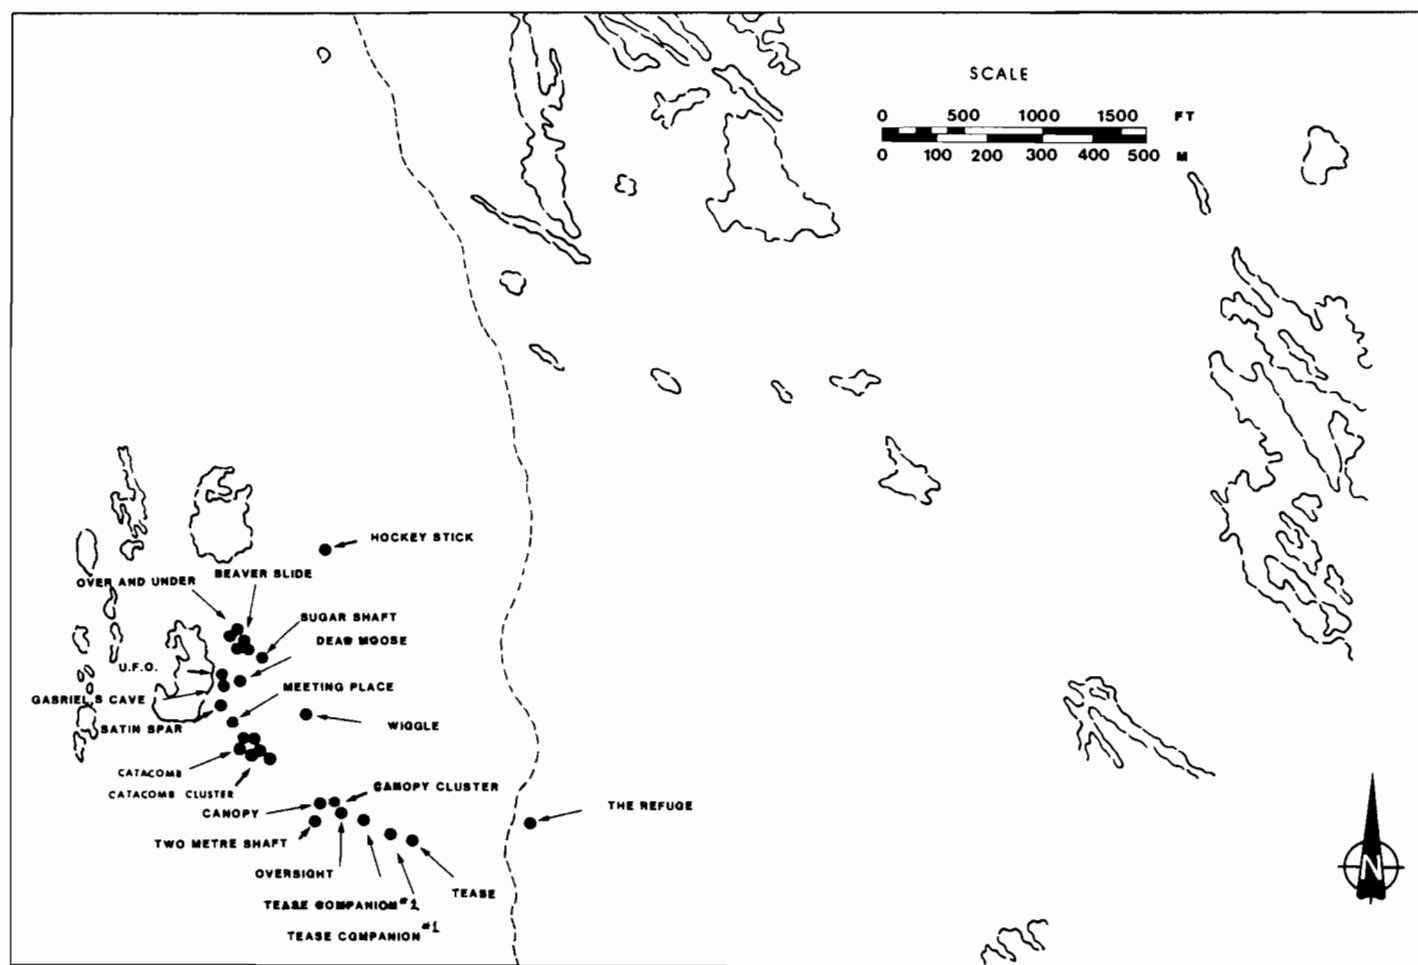 SCALE
0 500 1000 1500 FT
0 100 200 300 400 500 M
HOCKEY STICK
BEAVER SLIDE
OVER AND UNDER
SUGAR SHAFT
DEAD MOOSE
U.F.O.
MEETING PLACE
GASRIEL,S CAVE
WIGGLE
SATIN SPAR
CATACOMB
CATACOMB CLUSTER
CANOPY CLUSTER
CANOPY
THE REFUGE
TWO METRE SHAFT
OVERSIGHT
TEASE
TEASE COMPANION #2
TEASE COMPANION #1
N